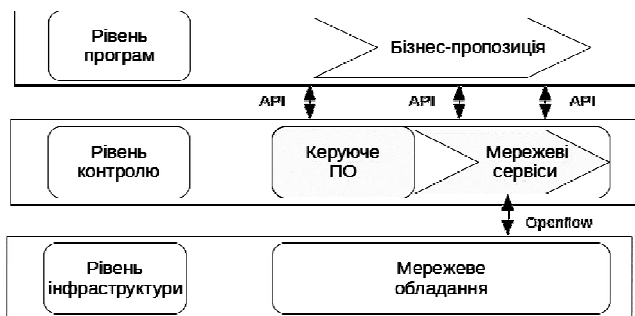 Рівень
програм
Бізнес-пропозиція
API
API
API
Рівень
контролю
Керуюче
ПО
Мережеві
сервіси
Openflow
Рівень
інфраструктури
Мережеве
обладання